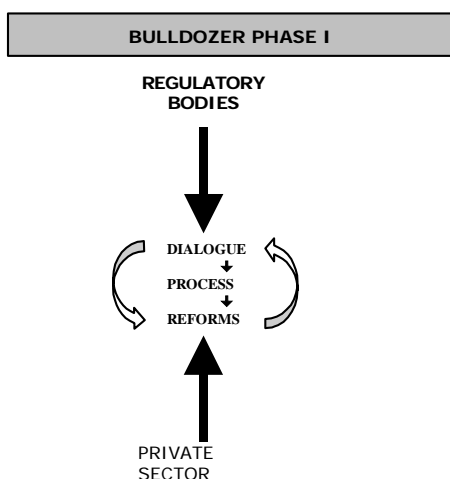 BULLDOZER PHASE I
REGULATORY
BODIES
DIALOGUE
PROCESS
REFORMS
PRIVATE
SECTOR